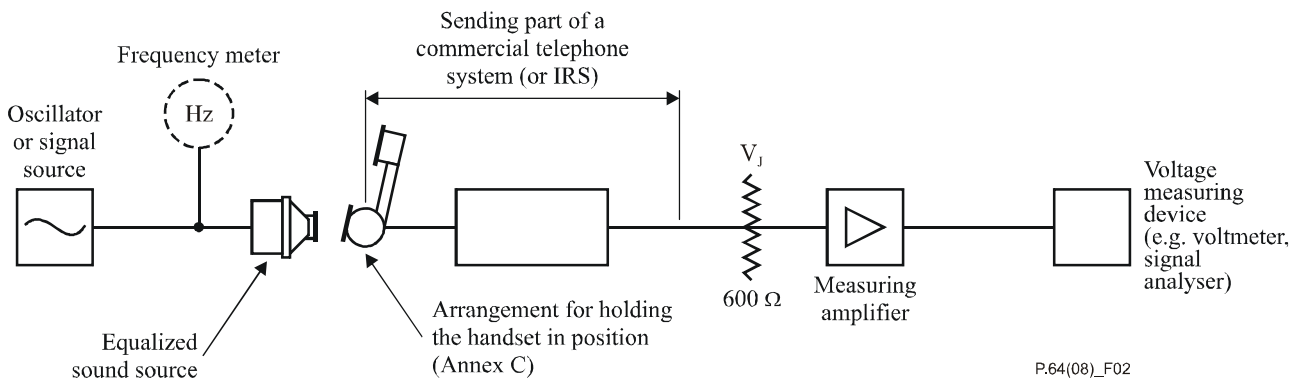 Sending part of a
commercial telephone
system (or IRS)
Frequency meter
Hz
Oscillator
or signal
source
V_J
Voltage
measuring
device
(e.g. voltmeter,
signal
analyser)
600 Ω
Measuring
amplifier
Arrangement for holding
the handset in position
(Annex C)
Equalized
sound source
P.64(08)_F02